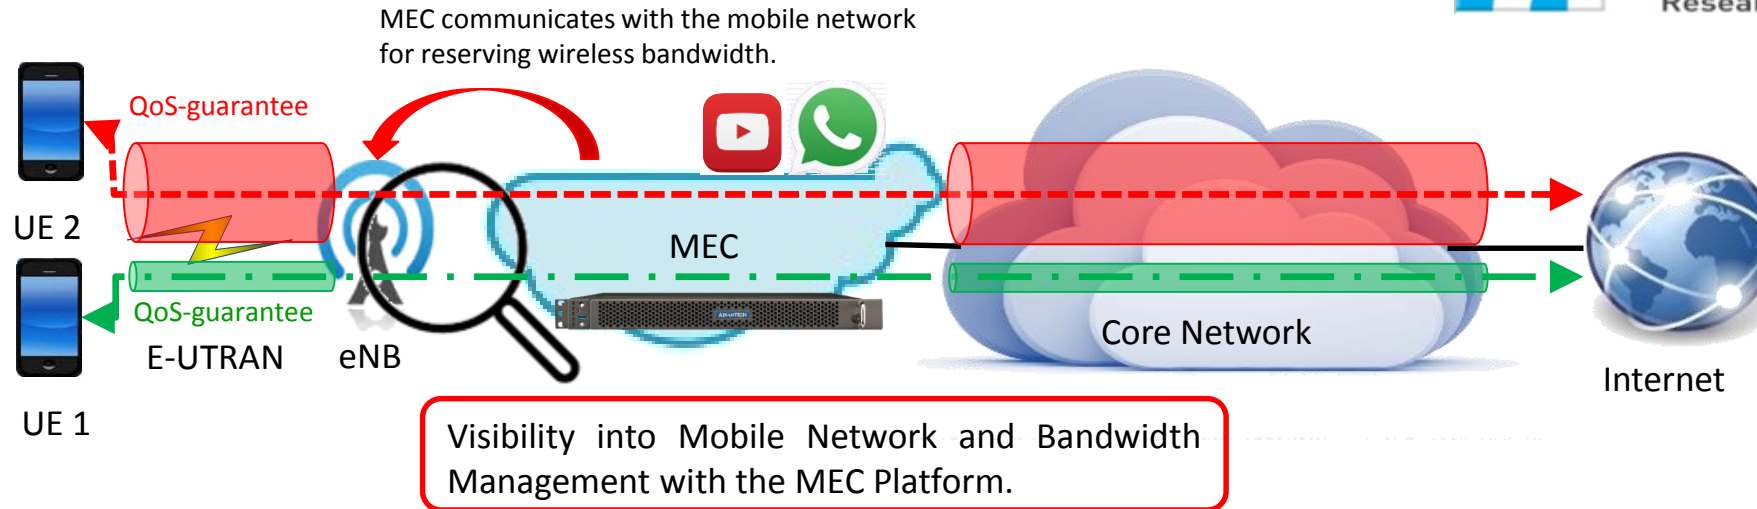 Resear
MEC communicates with the mobile network
for reserving wireless bandwidth.
QoS-guarantee
UE 2
MEC
QoS-guarantee
E-UTRAN
eNB
Core Network
Internet
UE 1
Visibility into Mobile Network and Bandwidth
Management with the MEC Platform.